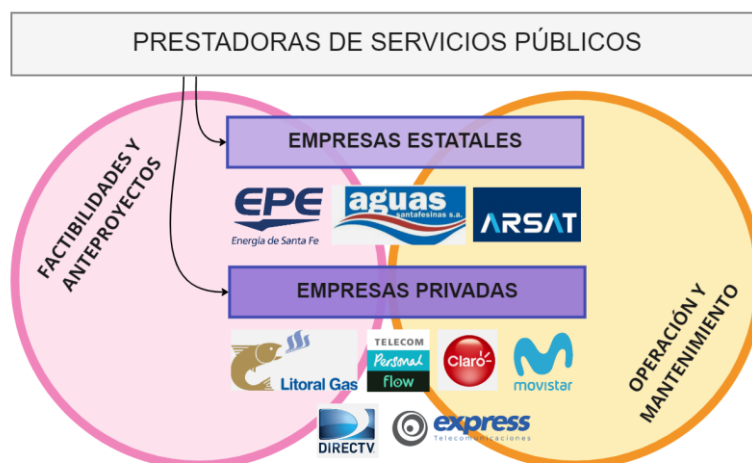 PRESTADORAS DE SERVICIOS PÚBLICOS
FACTIBILIDADES Y
ANTEPROYECTOS
EMPRESAS ESTATALES
EPE
Energía de Santa Fe
aguas
santafesinas s.a.
ARSAT
EMPRESAS PRIVADAS
Litoral Gas
TELECOM
Personal
flow
Claro
movistar
DIRECTV
express
Telecomunicaciones
OPERACIÓN Y
MANTENIMIENTO